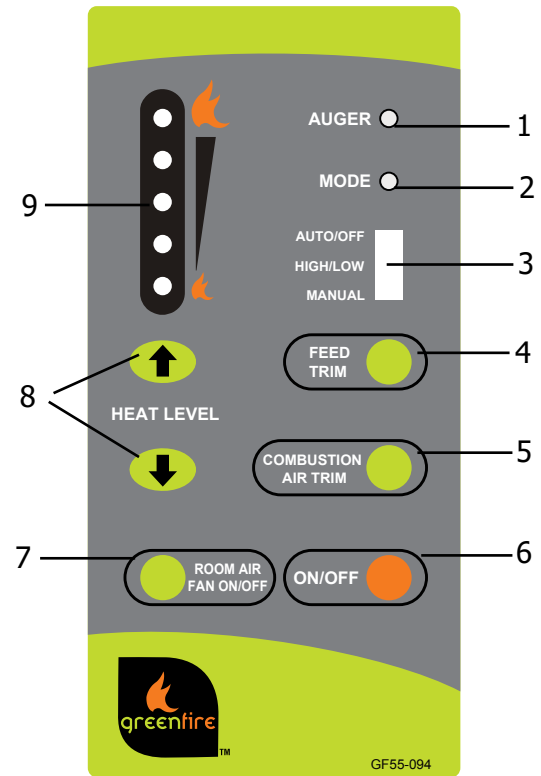 AUGER
1
MODE
2
AUTO/OFF
HIGH/LOW
MANUAL
3
9
FEED
TRIM
4
8
HEAT LEVEL
COMBUSTION
AIR TRIM
5
7
ROOM AIR
FAN ON/OFF
ON/OFF
6
greenfire
TM
GF55-094